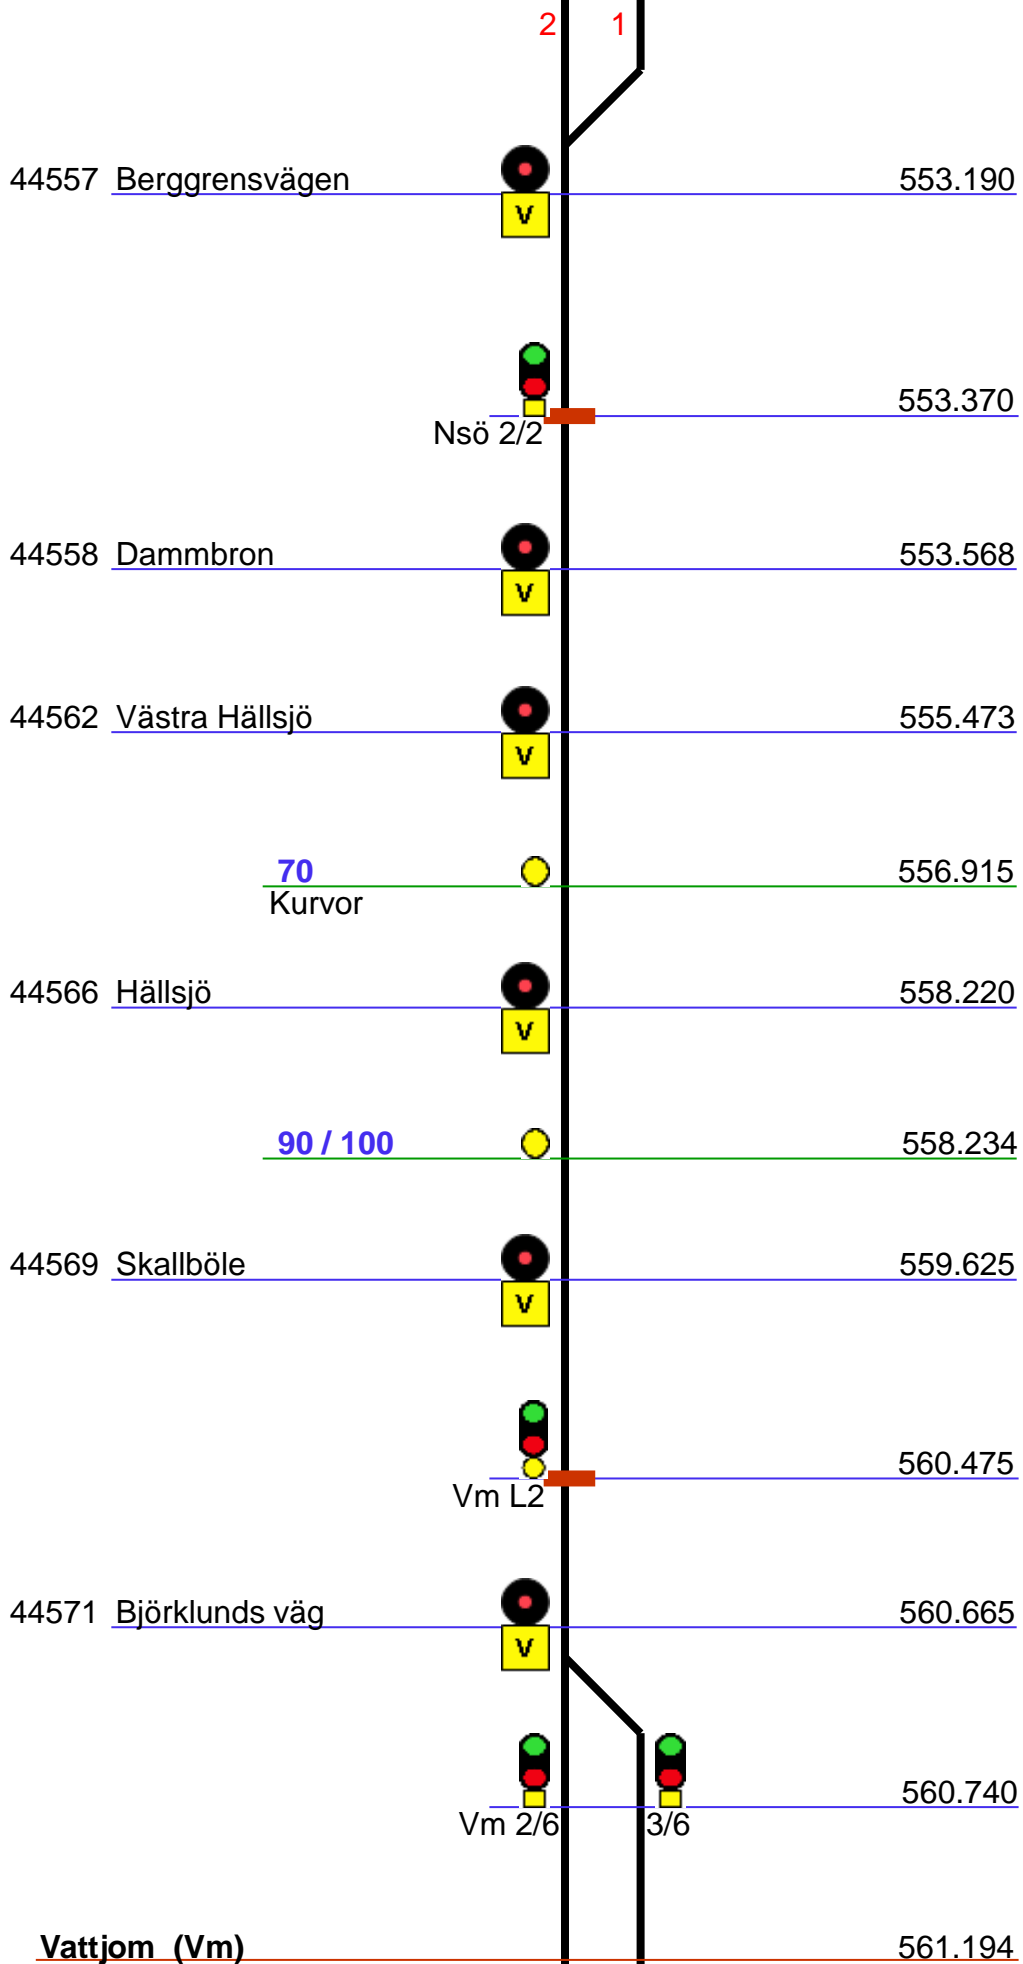 2 1
44557 Berggrensvägen 553.190
V
553.370
Nsö 2/2
44558 Dammbron 553.568
V
44562 Västra Hällsjö 555.473
V
70 556.915
Kurvor
44566 Hällsjö 558.220
V
90 / 100 558.234
44569 Skallböle 559.625
V
560.475
Vm L2
44571 Björklunds väg 560.665
V
560.740
Vm 2/6 3/6
Vattjom (Vm) 561.194